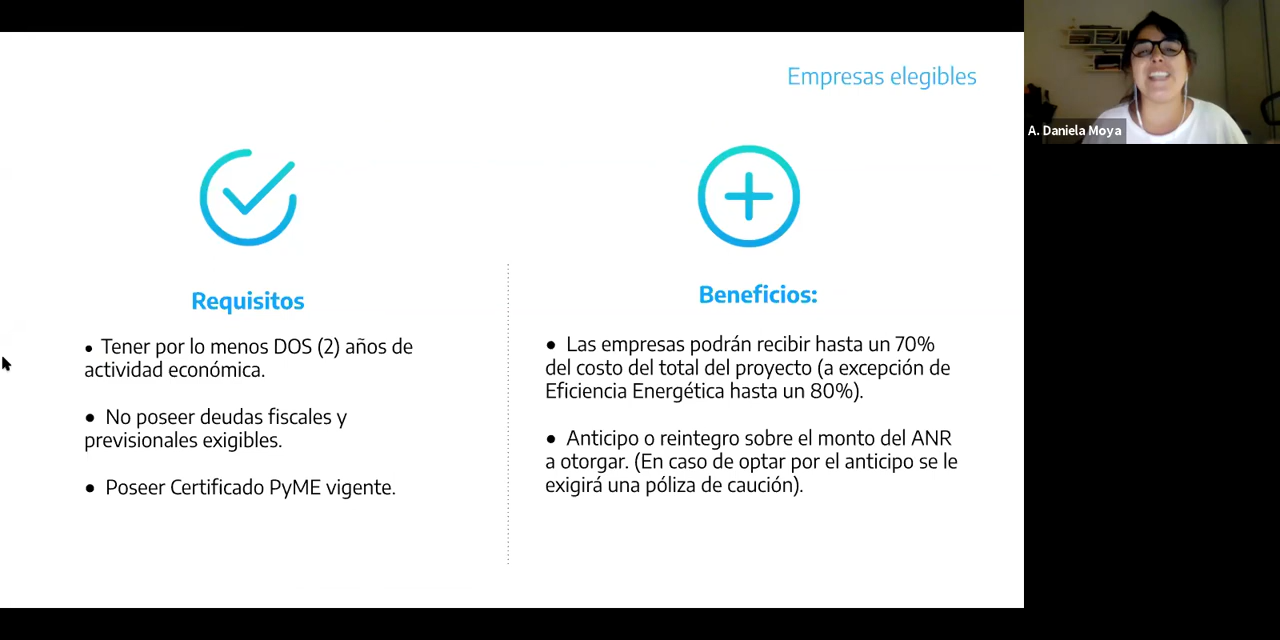 Empresas elegibles
Requisitos
● Tener por lo menos DOS (2) años de
actividad económica.
● No poseer deudas fiscales y
previsionales exigibles.
● Poseer Certificado PyME vigente.
Beneficios:
● Las empresas podrán recibir hasta un 70%
del costo del total del proyecto (a excepción de
Eficiencia Energética hasta un 80%).
● Anticipo o reintegro sobre el monto del ANR
a otorgar. (En caso de optar por el anticipo se le
exigirá una póliza de caución).
A. Daniela Moya